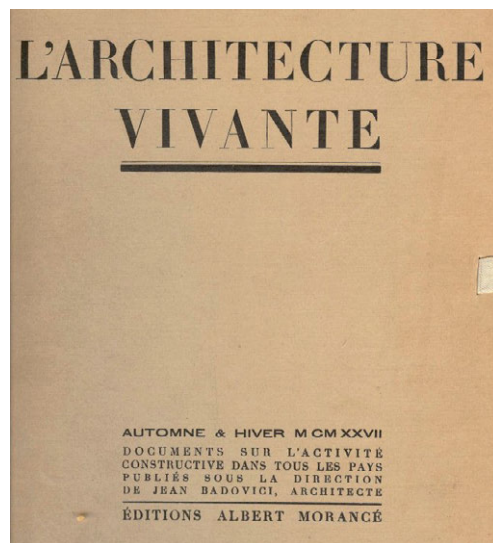 L'ARCHITECTURE
VIVANTE
AUTOMNE & HIVER MCMXXVII
DOCUMENTS SUR L'ACTIVITÉ
CONSTRUCTIVE DANS TOUS LES PAYS
PUBLIÉS SOUS LA DIRECTION
DE JEAN BADOVICI, ARCHITECTE
ÉDITIONS ALBERT MORANCÉ